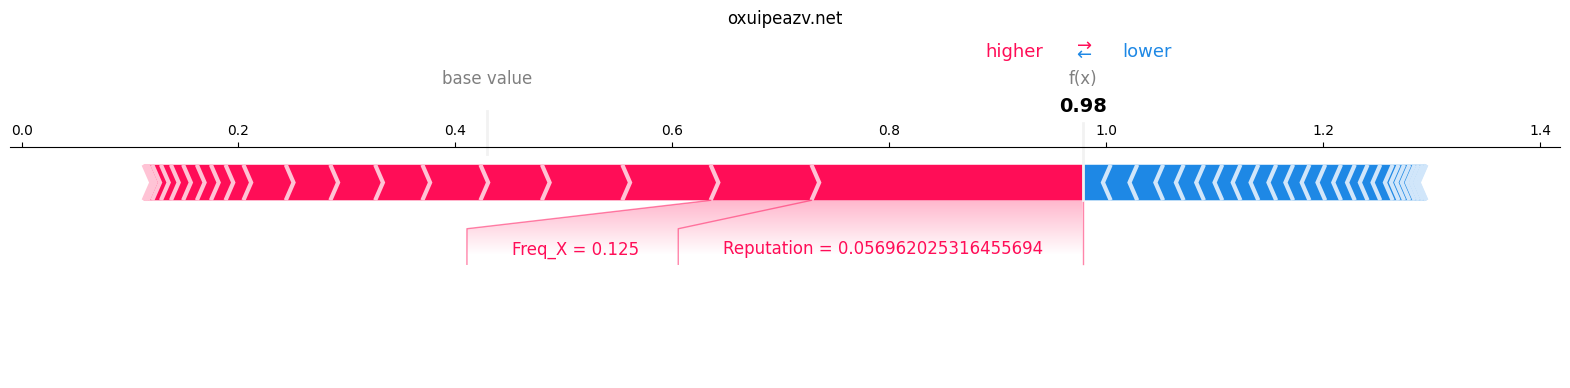 oxuipeazv.net
higher → ← lower
base value f(x)
0.98
0.0 0.2 0.4 0.6 0.8 1.0 1.2 1.4
Freq_X = 0.125 Reputation = 0.056962025316455694